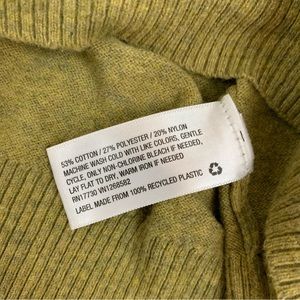 53% COTTON / 27% POLYESTER / 20% NYLON
MACHINE WASH COLD WITH LIKE COLORS, GENTLE
CYCLE, ONLY NON-CHLORINE BLEACH IF NEEDED,
LAY FLAT TO DRY, WARM IRON IF NEEDED
RN17730 VN1268582
LABEL MADE FROM 100% RECYCLED PLASTIC